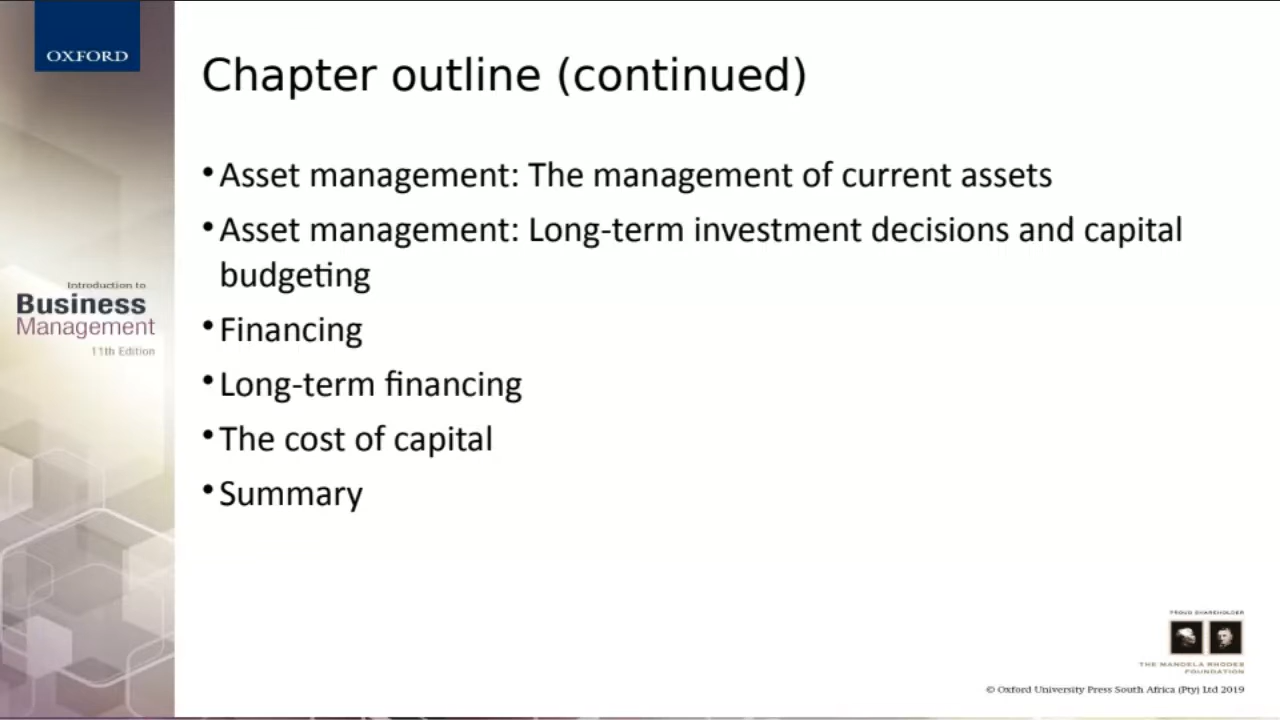 OXFORD
Chapter outline (continued)
• Asset management: The management of current assets
• Asset management: Long-term investment decisions and capital
budgeting
• Financing
• Long-term financing
• The cost of capital
• Summary
Introduction to
Business
Management
11th Edition
PROUD SHAREHOLDER
THE MANDELA RHODES
FOUNDATION
© Oxford University Press South Africa (Pty) Ltd 2019